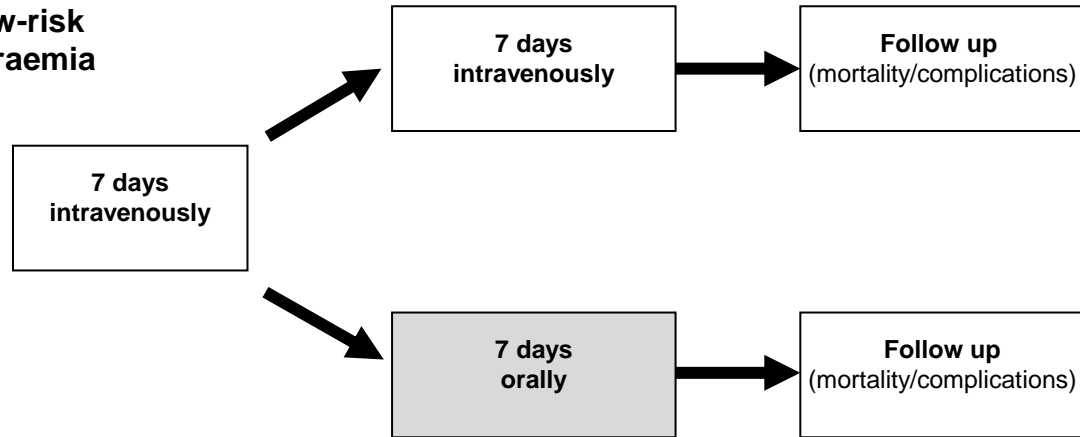 w-risk
raemia
7 days
intravenously
7 days
intravenously
Follow up
(mortality/complications)
7 days
orally
Follow up
(mortality/complications)